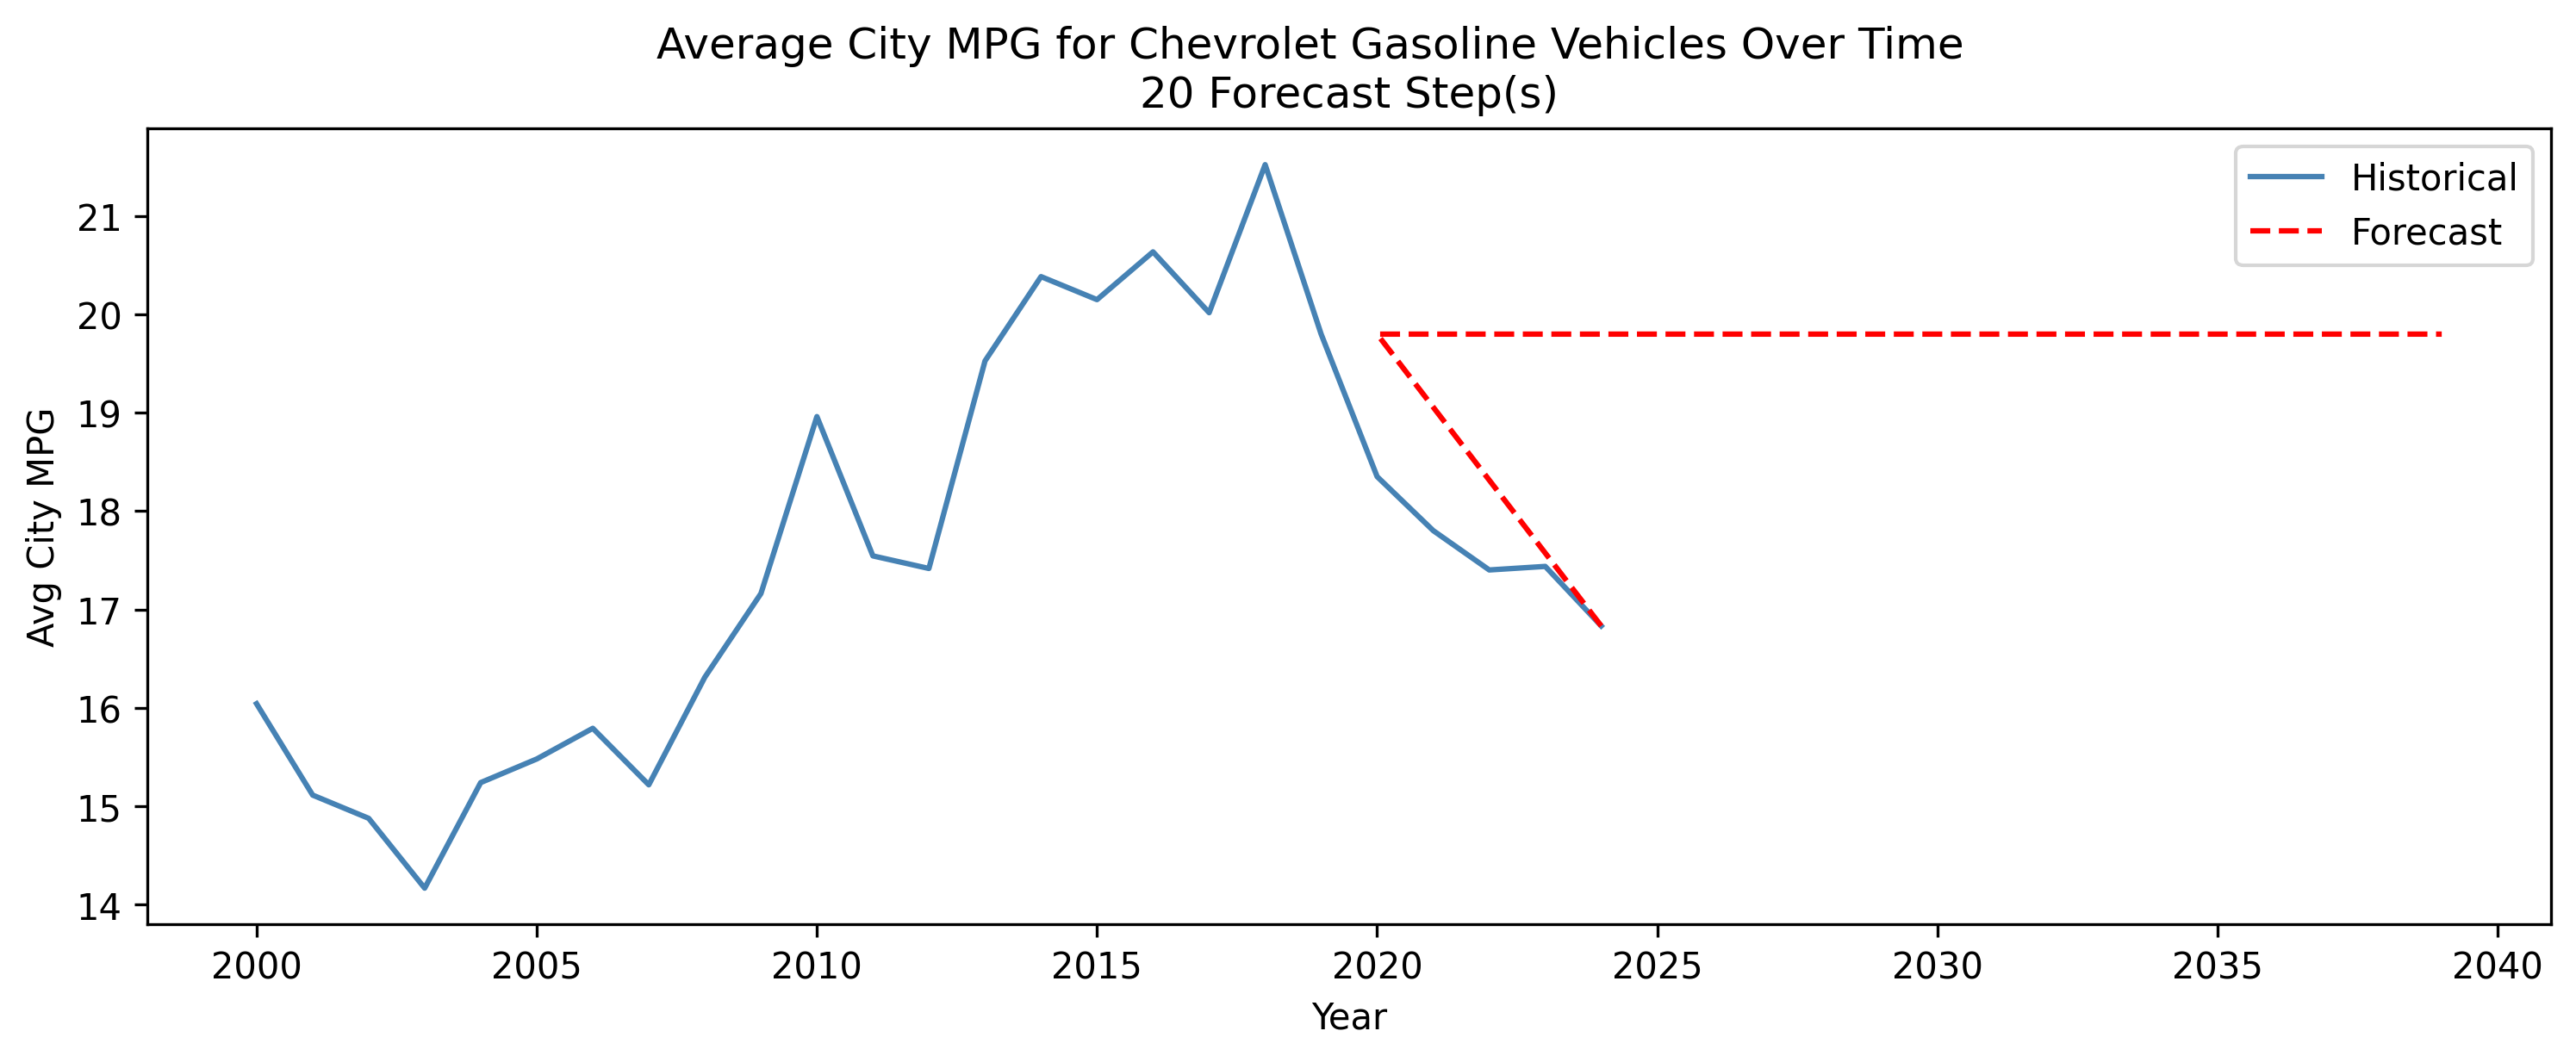 Average City MPG for Chevrolet Gasoline Vehicles Over Time
20 Forecast Step(s)
Historical
Forecast
Avg City MPG
21
20
19
18
17
16
15
14
2000 2005 2010 2015 2020 2025 2030 2035 2040
Year